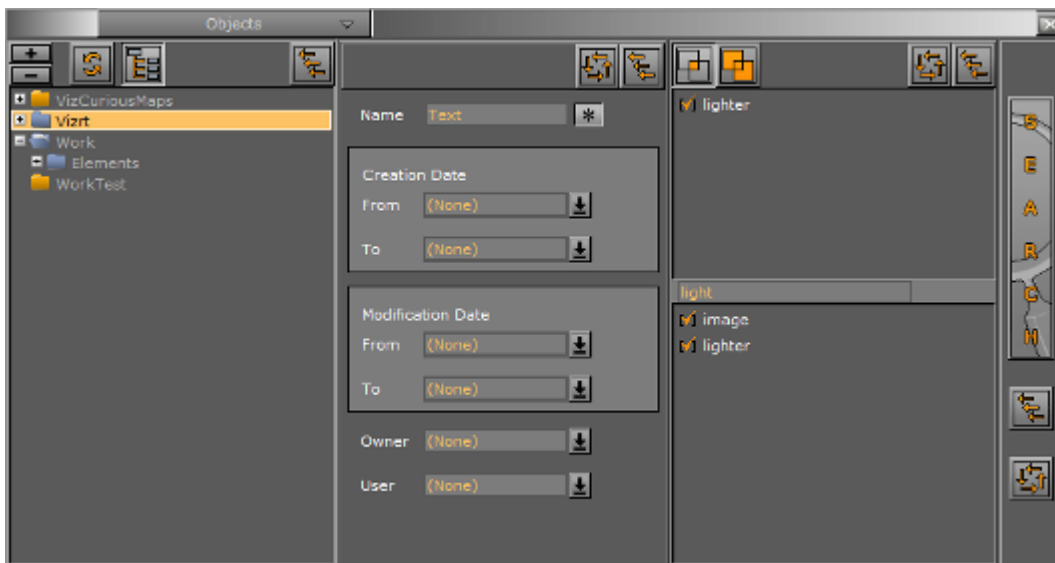 Objects
VizCuriousMaps
Vizrt
Work
Elements
WorkTest
Name Text *
Creation Date
From (None)
To (None)
Modification Date
From (None)
To (None)
Owner (None)
User (None)
lighter
light
image
lighter
S
E
A
R
C
H